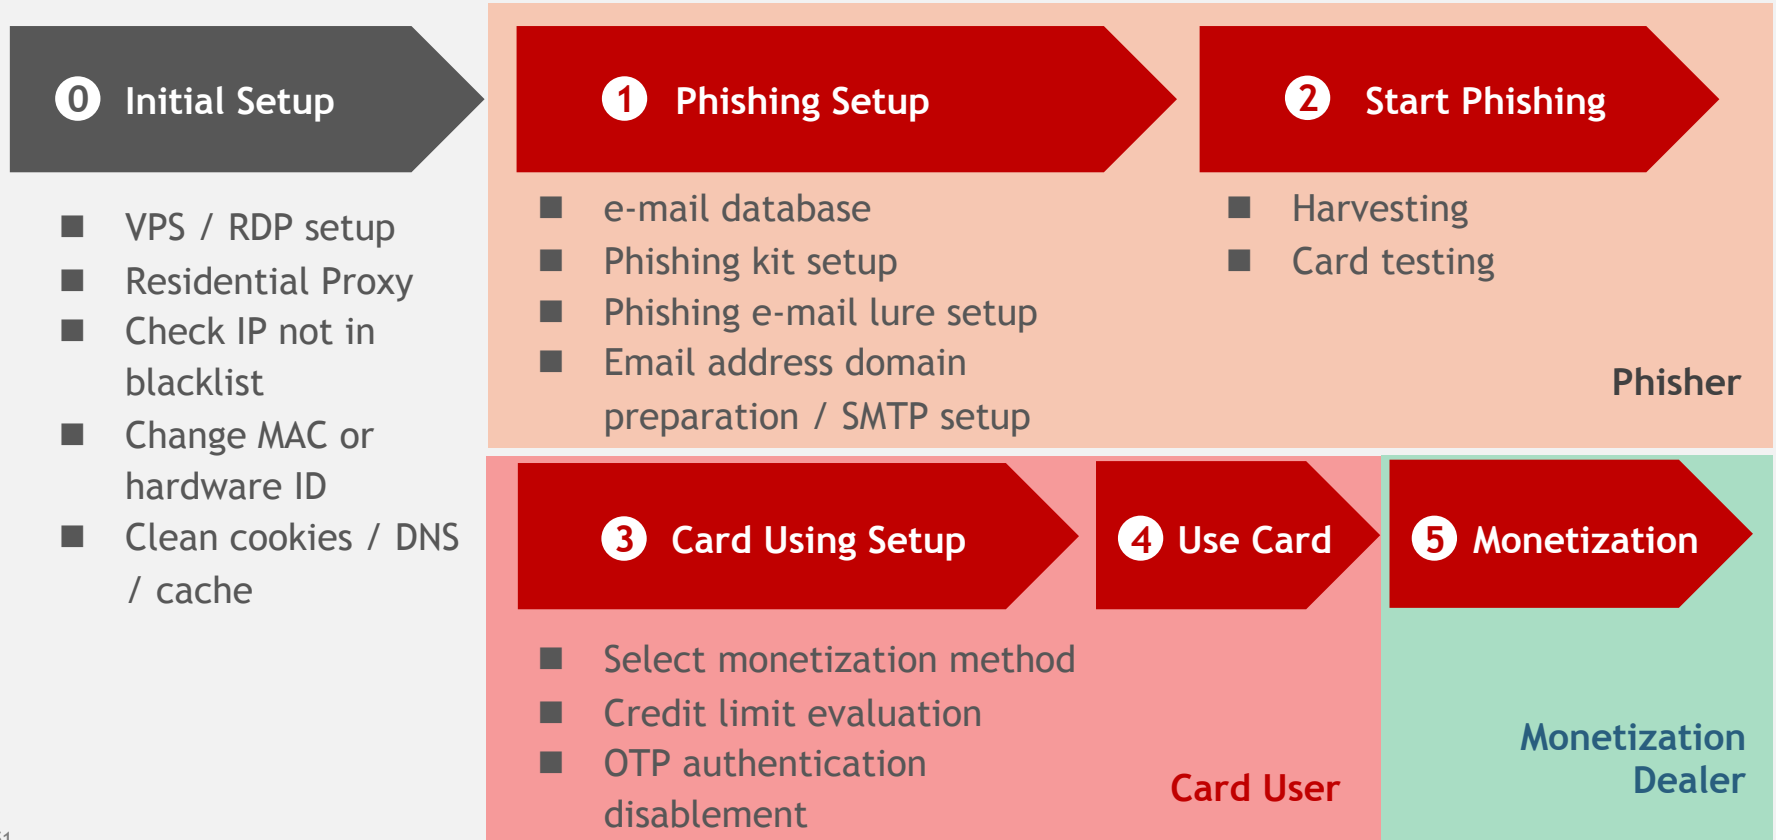 0 Initial Setup
VPS / RDP setup
Residential Proxy
Check IP not in
blacklist
Change MAC or
hardware ID
Clean cookies / DNS
/ cache
1 Phishing Setup
e-mail database
Phishing kit setup
Phishing e-mail lure setup
Email address domain
preparation / SMTP setup
2 Start Phishing
Harvesting
Card testing
Phisher
3 Card Using Setup
Select monetization method
Credit limit evaluation
OTP authentication
disablement
4 Use Card
Card User
5 Monetization
Monetization
Dealer